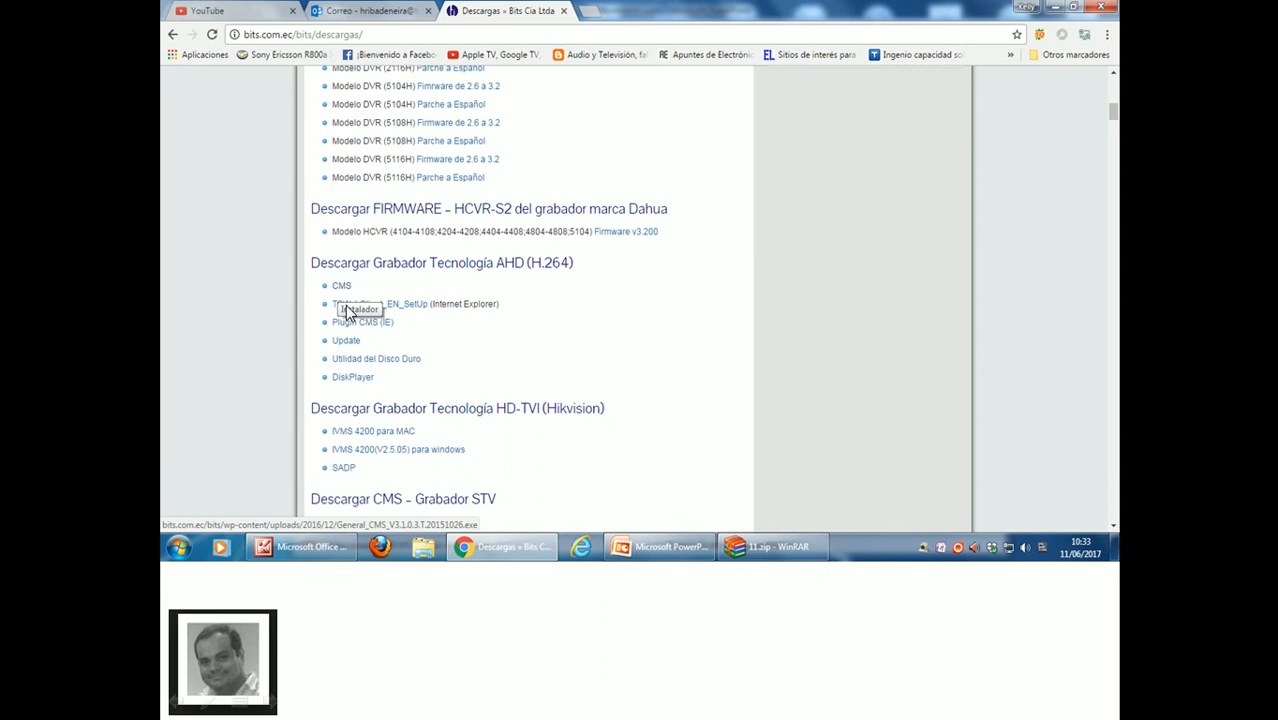 YouTube
Correo - hribadeneira@
Descargas » Bits Cia Ltda
Kelly
bits.com.ec/bits/descargas/
Aplicaciones
Sony Ericsson R800a
¡Bienvenido a Faceb
Apple TV, Google TV,
Audio y Televisión, fa
Apuntes de Electróni
Sitios de interés para
Ingenio capacidad so
»
Otros marcadores
Modelo DVR (2116H) Parche a Español
Modelo DVR (5104H) Fimrware de 2.6 a 3.2
Modelo DVR (5104H) Parche a Español
Modelo DVR (5108H) Firmware de 2.6 a 3.2
Modelo DVR (5108H) Parche a Español
Modelo DVR (5116H) Firmware de 2.6 a 3.2
Modelo DVR (5116H) Parche a Español
Descargar FIRMWARE – HCVR-S2 del grabador marca Dahua
Modelo HCVR (4104-4108;4204-4208;4404-4408;4804-4808;5104) Firmware v3.200
Descargar Grabador Tecnología AHD (H.264)
CMS
_EN_SetUp (Internet Explorer)
Instalador
Plugin CMS (IE)
Update
Utilidad del Disco Duro
DiskPlayer
Descargar Grabador Tecnología HD-TVI (Hikvision)
IVMS 4200 para MAC
IVMS 4200(V2.5.05) para windows
SADP
Descargar CMS – Grabador STV
bits.com.ec/bits/wp-content/uploads/2016/12/General_CMS_V3.1.0.3.T.20151026.exe
Microsoft Office ...
Descargas » Bits C...
Microsoft PowerP...
11.zip - WinRAR
10:33
11/06/2017